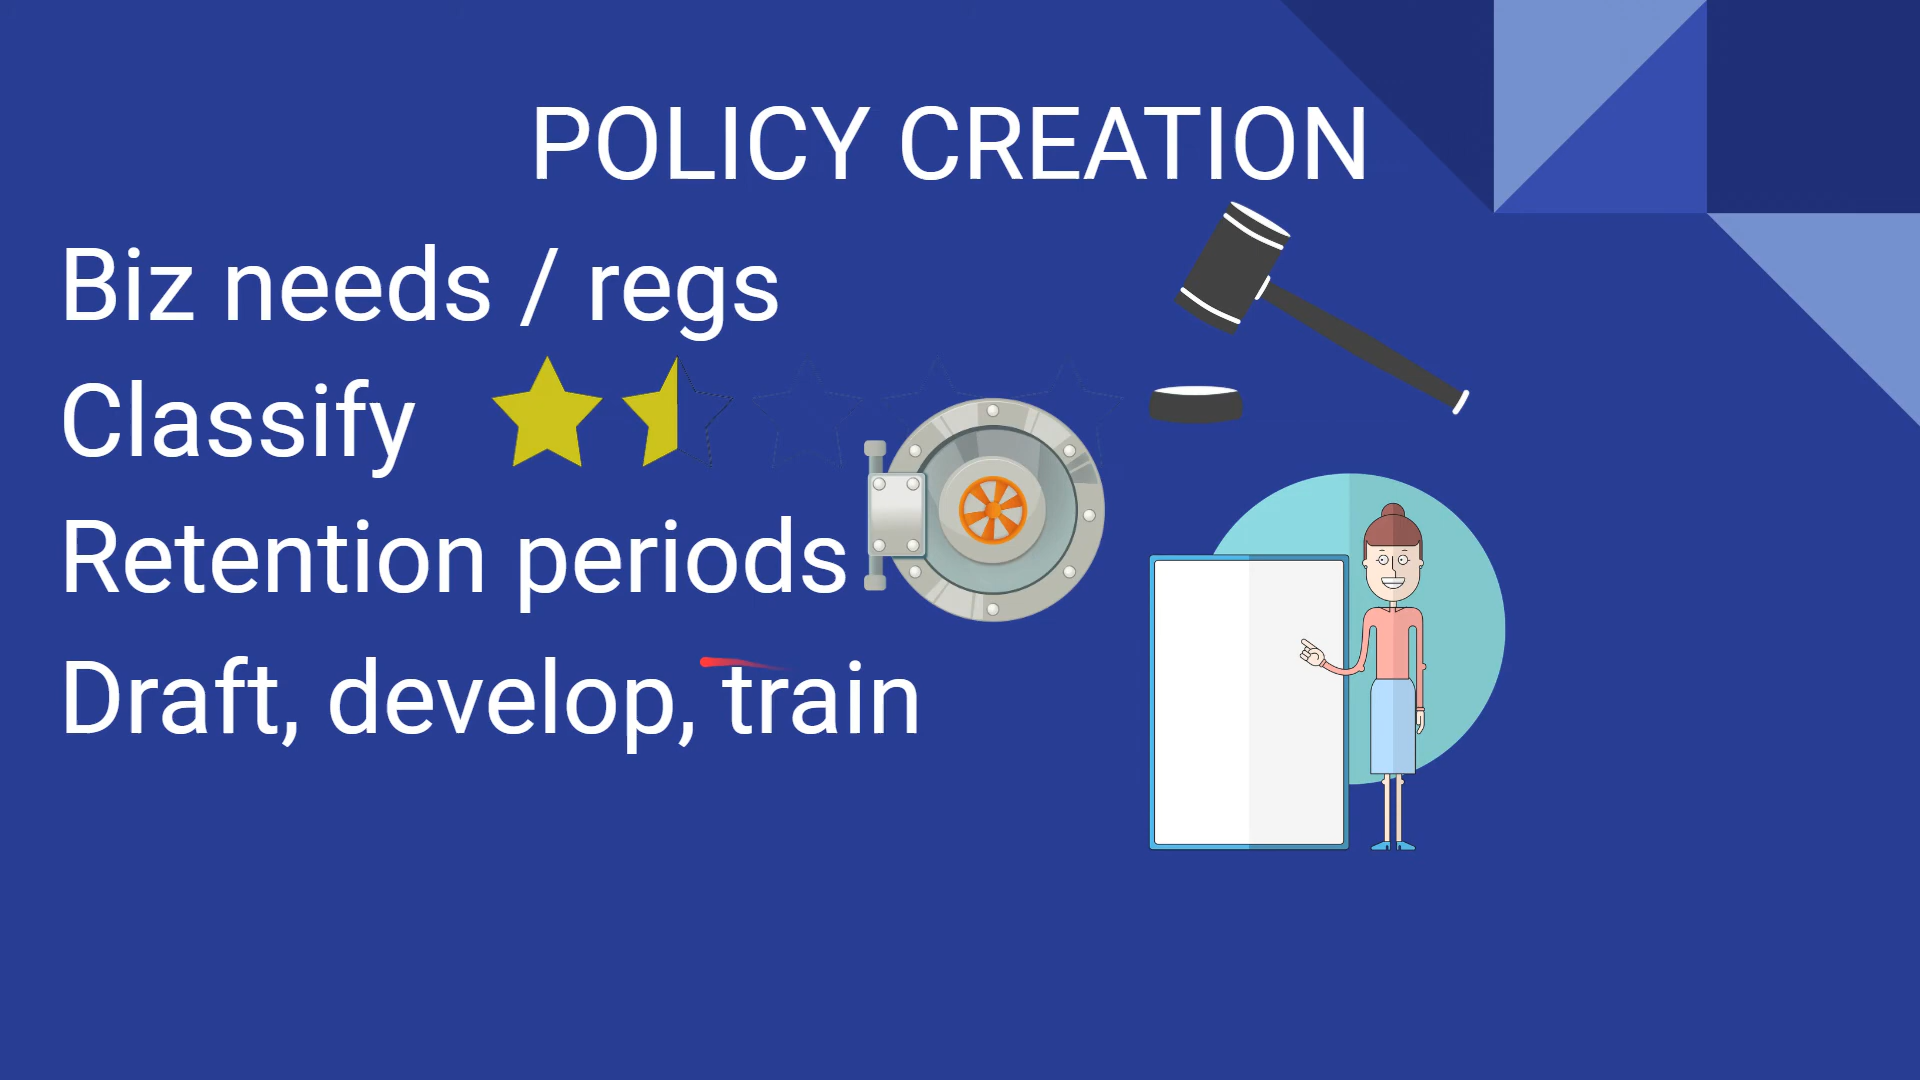 POLICY CREATION
Biz needs / regs
Classify
Retention periods
Draft, develop, train